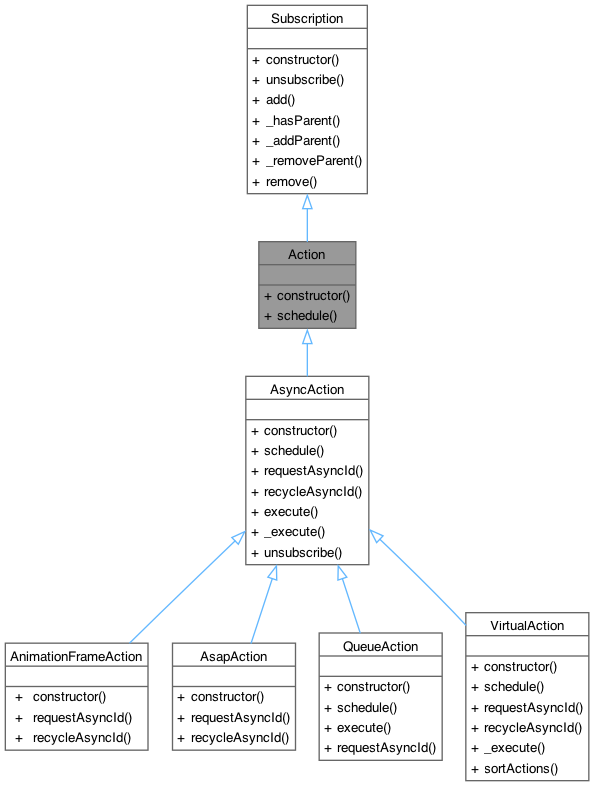 Subscription
+ constructor()
+ unsubscribe()
+ add()
+ _hasParent()
+ _addParent()
+ _removeParent()
+ remove()
Action
+ constructor()
+ schedule()
AsyncAction
+ constructor()
+ schedule()
+ requestAsyncId()
+ recycleAsyncId()
+ execute()
+ _execute()
+ unsubscribe()
AnimationFrameAction
+ constructor()
+ requestAsyncId()
+ recycleAsyncId()
AsapAction
+ constructor()
+ requestAsyncId()
+ recycleAsyncId()
QueueAction
+ constructor()
+ schedule()
+ execute()
+ requestAsyncId()
VirtualAction
+ constructor()
+ schedule()
+ requestAsyncId()
+ recycleAsyncId()
+ _execute()
+ sortActions()